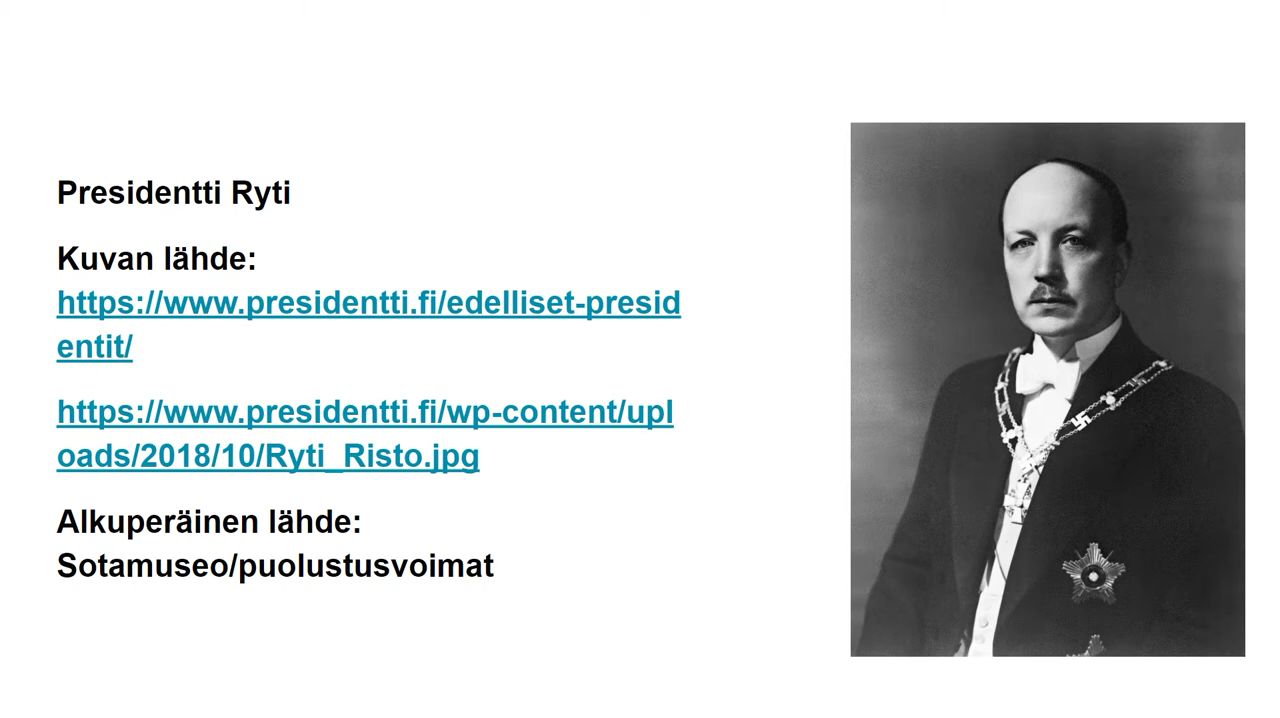 Presidentti Ryti
Kuvan lähde:
https://www.presidentti.fi/edelliset-presid
entit/
https://www.presidentti.fi/wp-content/upl
oads/2018/10/Ryti_Risto.jpg
Alkuperäinen lähde:
Sotamuseo/puolustusvoimat